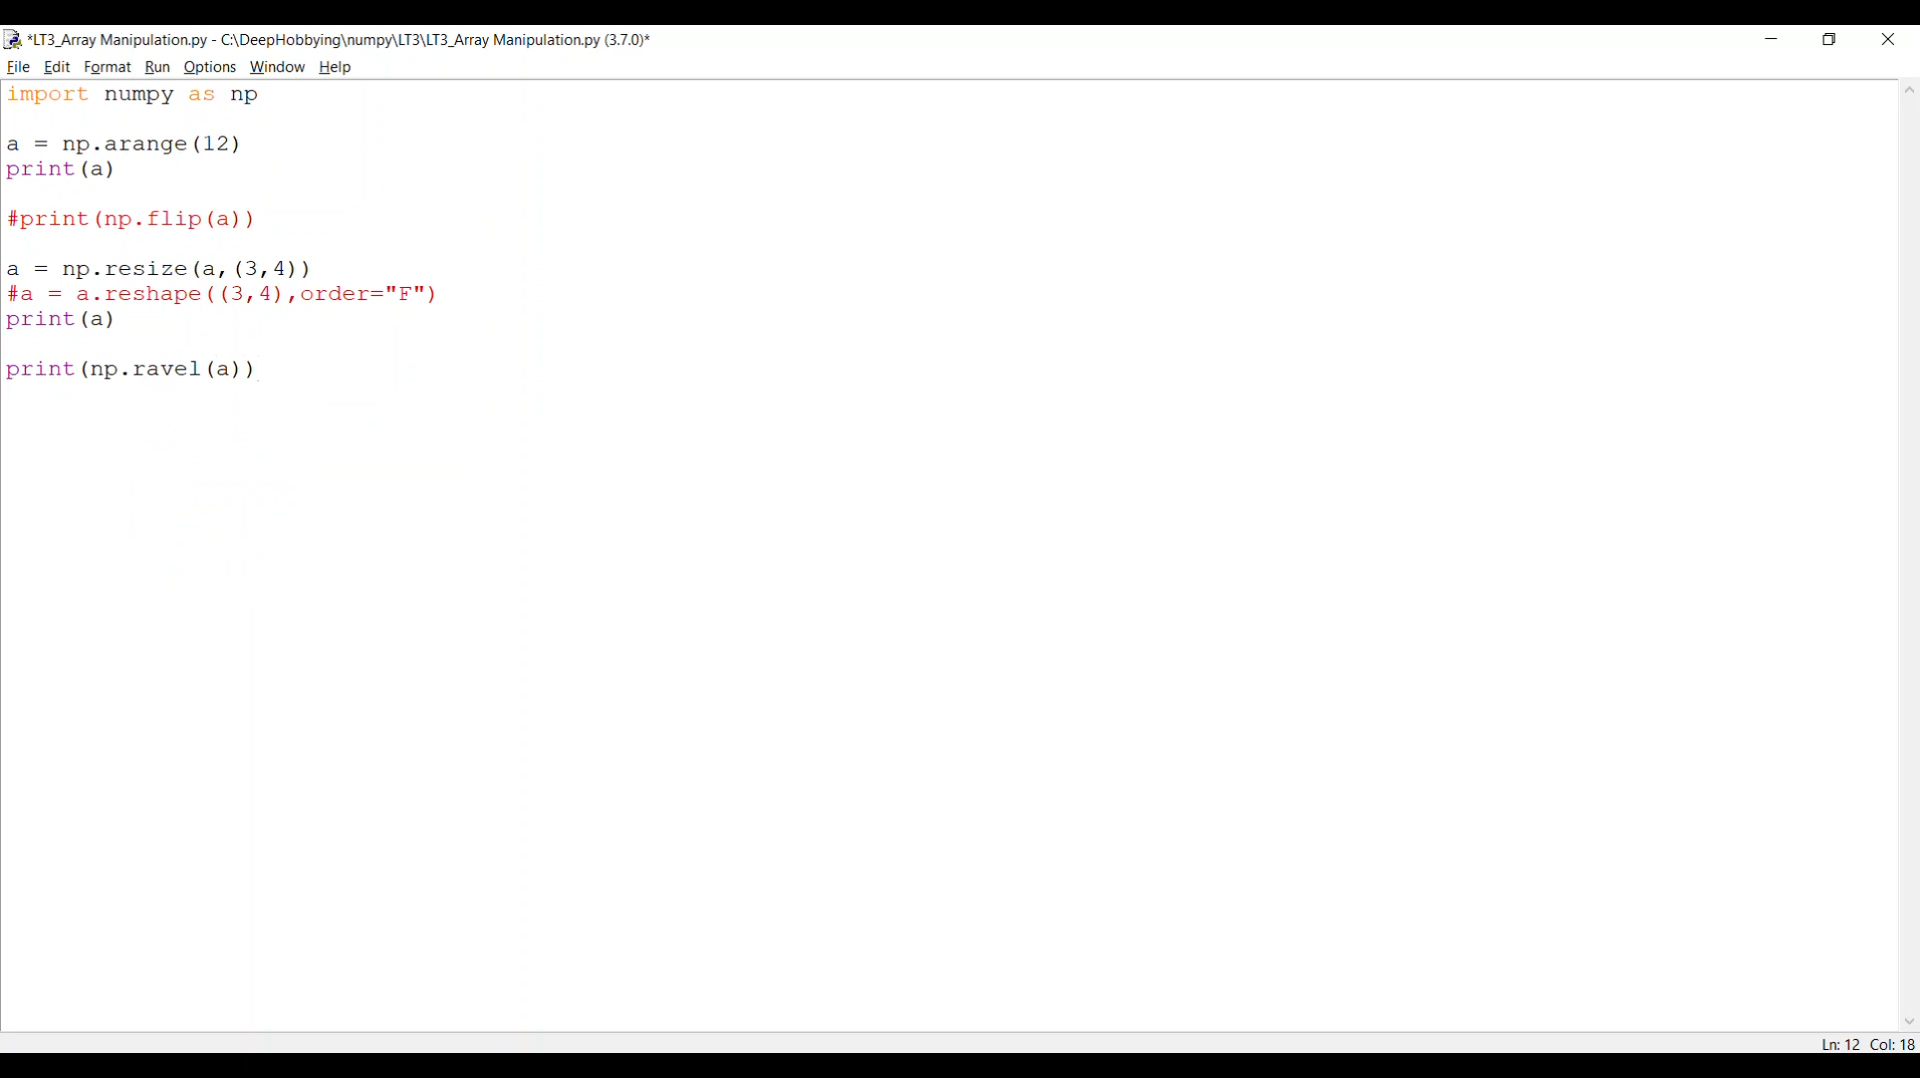 *LT3_Array Manipulation.py - C:\DeepHobbying\numpy\LT3\LT3_Array Manipulation.py (3.7.0)*
File Edit Format Run Options Window Help
import numpy as np
a = np.arange(12)
print(a)
#print(np.flip(a))
a = np.resize(a,(3,4))
#a = a.reshape((3,4),order="F")
print(a)
print(np.ravel(a))
Ln: 12 Col: 18